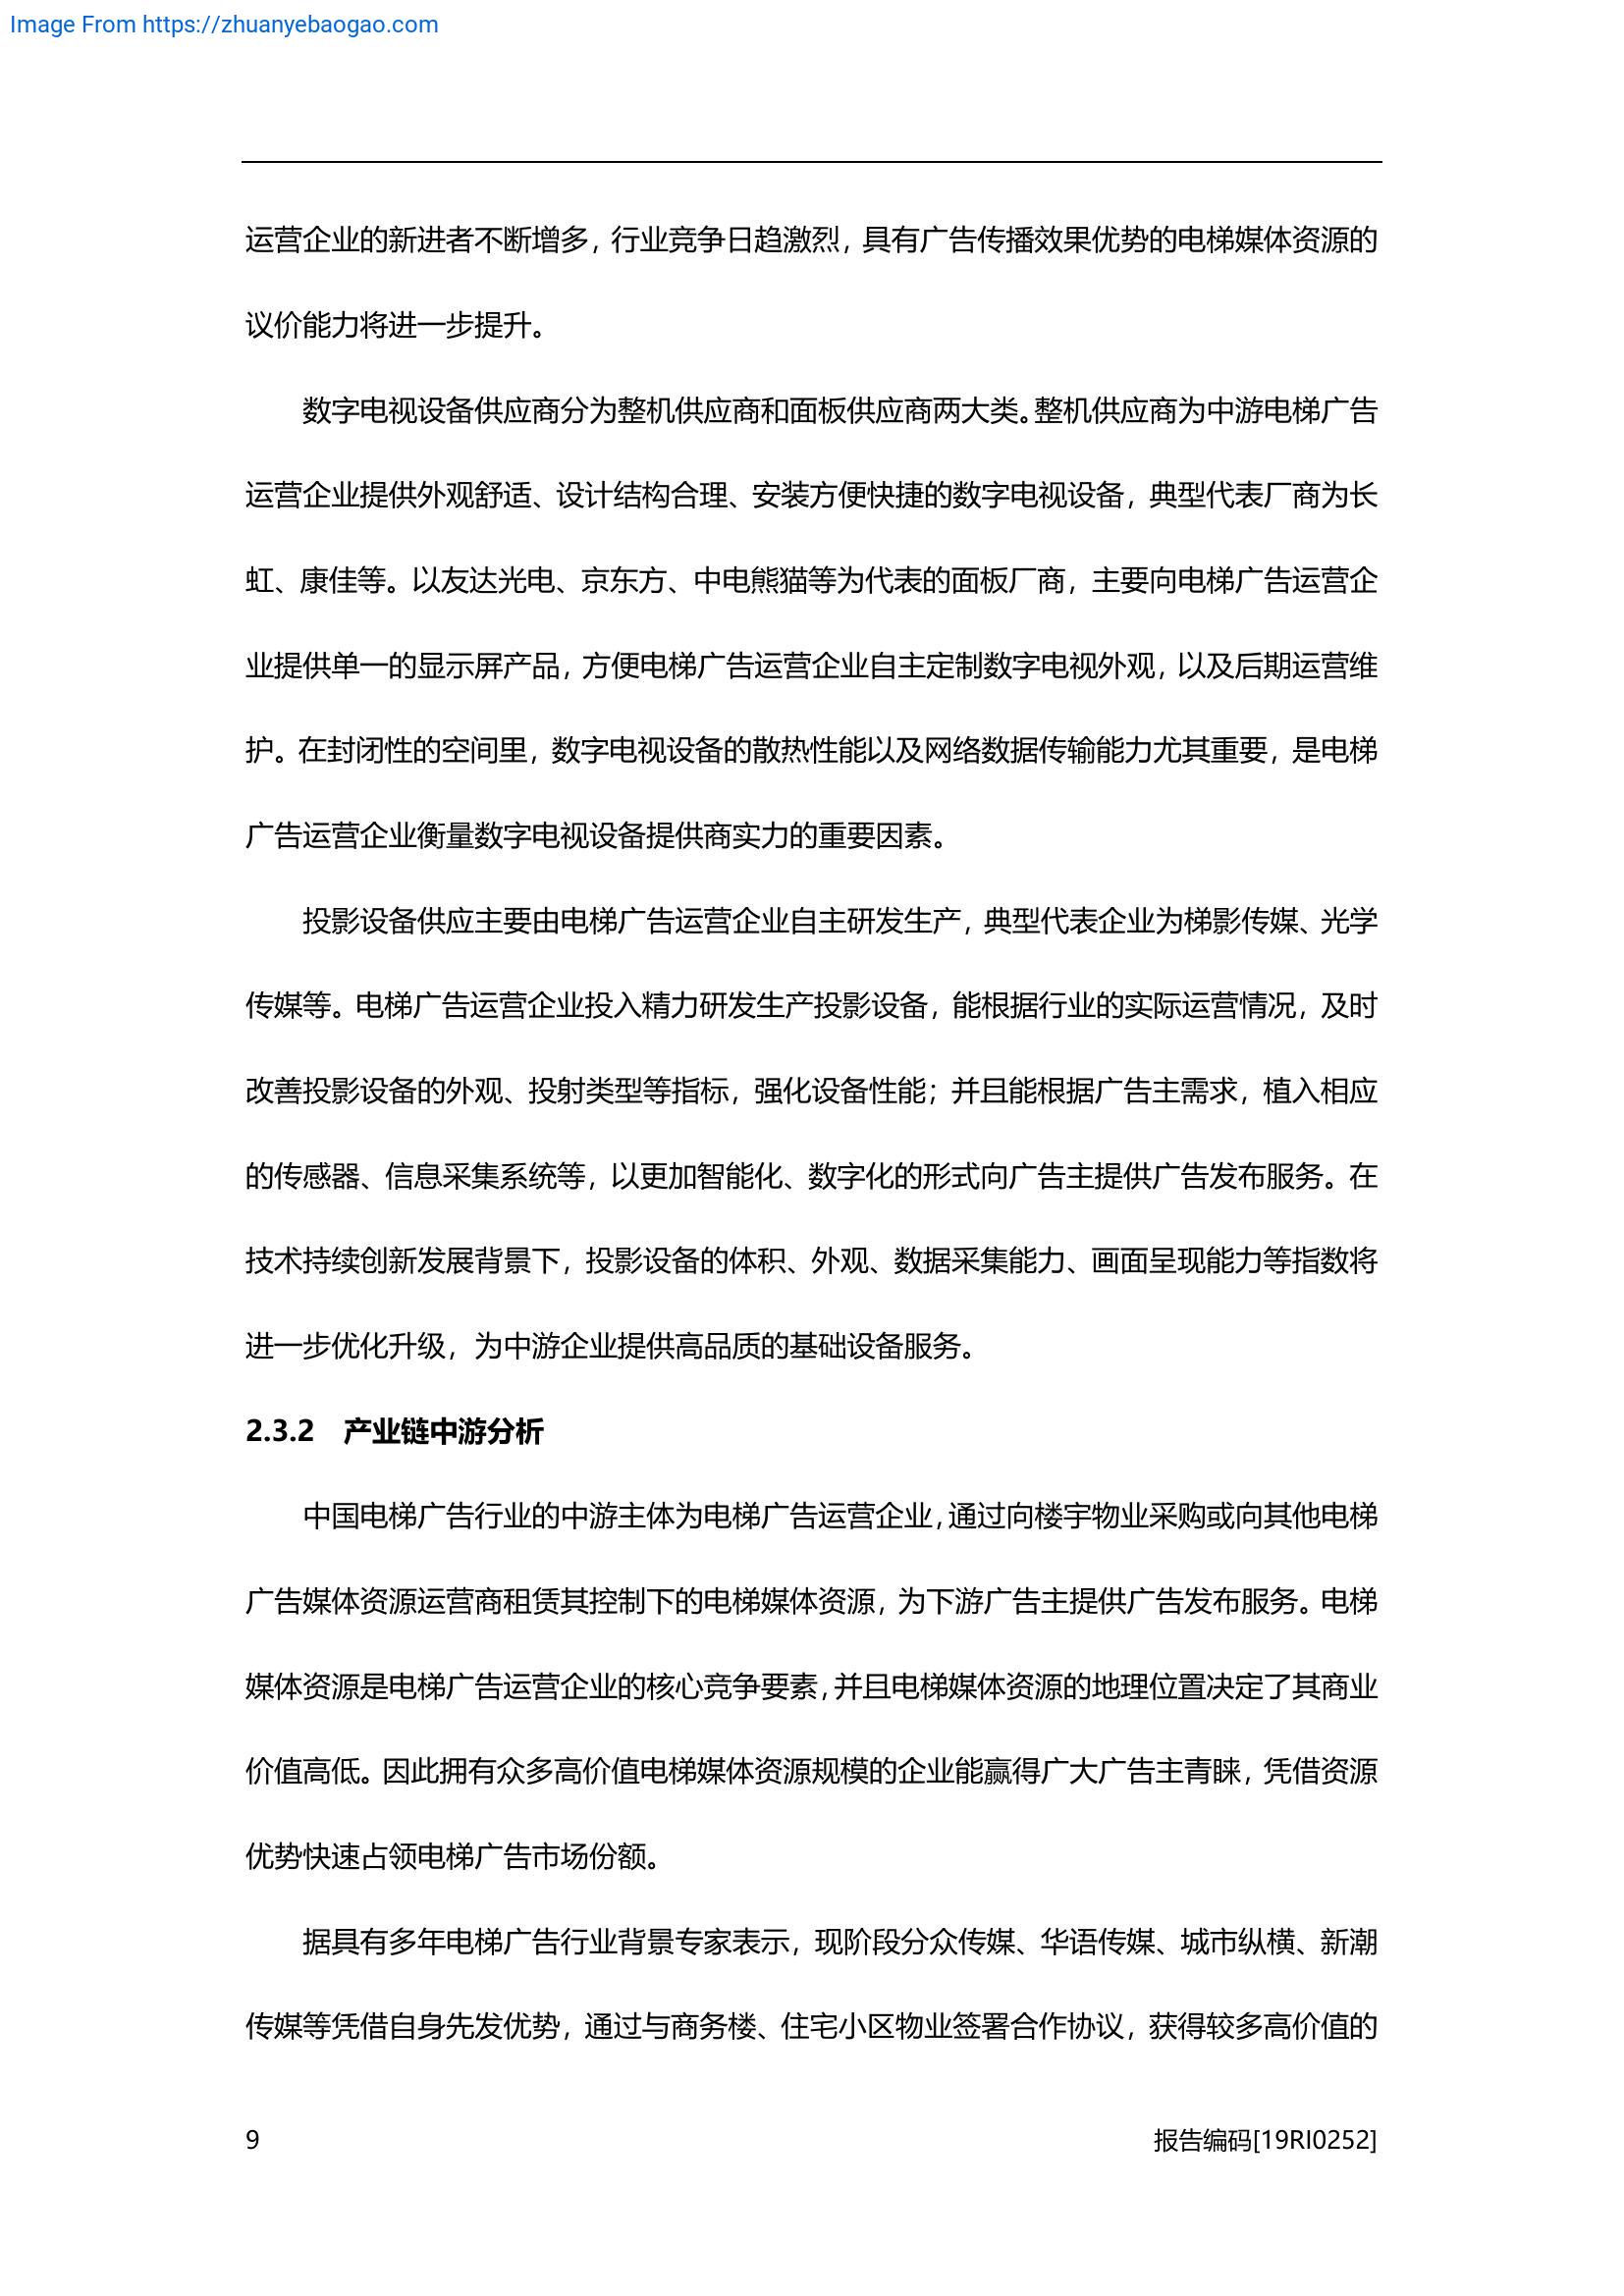 Image From https://zhuanyebaogao.com
运营企业的新进者不断增多，行业竞争日趋激烈，具有广告传播效果优势的电梯媒体资源的
议价能力将进一步提升。
数字电视设备供应商分为整机供应商和面板供应商两大类。整机供应商为中游电梯广告
运营企业提供外观舒适、设计结构合理、安装方便快捷的数字电视设备，典型代表厂商为长
虹、康佳等。以友达光电、京东方、中电熊猫等为代表的面板厂商，主要向电梯广告运营企
业提供单一的显示屏产品，方便电梯广告运营企业自主定制数字电视外观，以及后期运营维
护。在封闭性的空间里，数字电视设备的散热性能以及网络数据传输能力尤其重要，是电梯
广告运营企业衡量数字电视设备提供商实力的重要因素。
投影设备供应主要由电梯广告运营企业自主研发生产，典型代表企业为梯影传媒、光学
传媒等。电梯广告运营企业投入精力研发生产投影设备，能根据行业的实际运营情况，及时
改善投影设备的外观、投射类型等指标，强化设备性能；并且能根据广告主需求，植入相应
的传感器、信息采集系统等，以更加智能化、数字化的形式向广告主提供广告发布服务。在
技术持续创新发展背景下，投影设备的体积、外观、数据采集能力、画面呈现能力等指数将
进一步优化升级，为中游企业提供高品质的基础设备服务。
2.3.2 产业链中游分析
中国电梯广告行业的中游主体为电梯广告运营企业，通过向楼宇物业采购或向其他电梯
广告媒体资源运营商租赁其控制下的电梯媒体资源，为下游广告主提供广告发布服务。电梯
媒体资源是电梯广告运营企业的核心竞争要素，并且电梯媒体资源的地理位置决定了其商业
价值高低。因此拥有众多高价值电梯媒体资源规模的企业能赢得广大广告主青睐，凭借资源
优势快速占领电梯广告市场份额。
据具有多年电梯广告行业背景专家表示，现阶段分众传媒、华语传媒、城市纵横、新潮
传媒等凭借自身先发优势，通过与商务楼、住宅小区物业签署合作协议，获得较多高价值的
9 报告编码[19RI0252]